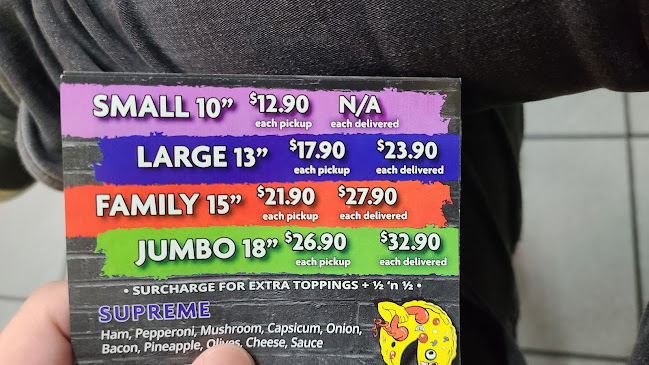 SMALL 10” $12.90 N/A
each pickup each delivered
LARGE 13” $17.90 $23.90
each pickup each delivered
FAMILY 15” $21.90 $27.90
each pickup each delivered
JUMBO 18” $26.90 $32.90
each pickup each delivered
• SURCHARGE FOR EXTRA TOPPINGS + ½ ’n ½ •
SUPREME
Ham, Pepperoni, Mushroom, Capsicum, Onion,
Bacon, Pineapple, Olives, Cheese, Sauce